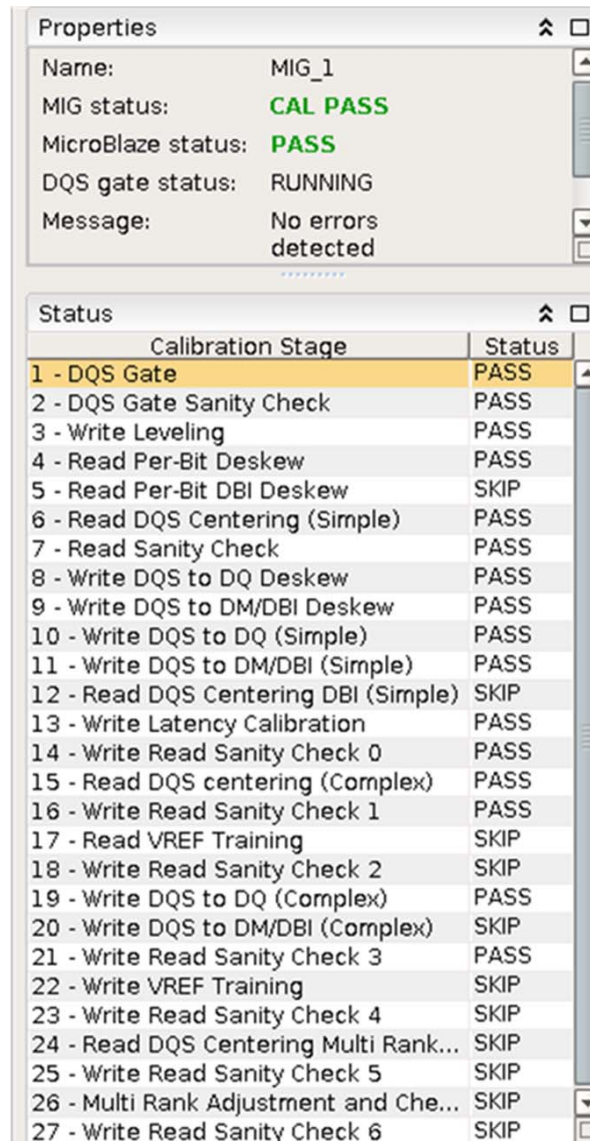 Properties
Name: MIG_1
MIG status: CAL PASS
MicroBlaze status: PASS
DQS gate status: RUNNING
Message: No errors
detected
Status
Calibration Stage Status
1 - DQS Gate PASS
2 - DQS Gate Sanity Check PASS
3 - Write Leveling PASS
4 - Read Per-Bit Deskew PASS
5 - Read Per-Bit DBI Deskew SKIP
6 - Read DQS Centering (Simple) PASS
7 - Read Sanity Check PASS
8 - Write DQS to DQ Deskew PASS
9 - Write DQS to DM/DBI Deskew PASS
10 - Write DQS to DQ (Simple) PASS
11 - Write DQS to DM/DBI (Simple) PASS
12 - Read DQS Centering DBI (Simple) SKIP
13 - Write Latency Calibration PASS
14 - Write Read Sanity Check 0 PASS
15 - Read DQS centering (Complex) PASS
16 - Write Read Sanity Check 1 PASS
17 - Read VREF Training SKIP
18 - Write Read Sanity Check 2 SKIP
19 - Write DQS to DQ (Complex) PASS
20 - Write DQS to DM/DBI (Complex) SKIP
21 - Write Read Sanity Check 3 PASS
22 - Write VREF Training SKIP
23 - Write Read Sanity Check 4 SKIP
24 - Read DQS Centering Multi Rank... SKIP
25 - Write Read Sanity Check 5 SKIP
26 - Multi Rank Adjustment and Che... SKIP
27 - Write Read Sanity Check 6 SKIP